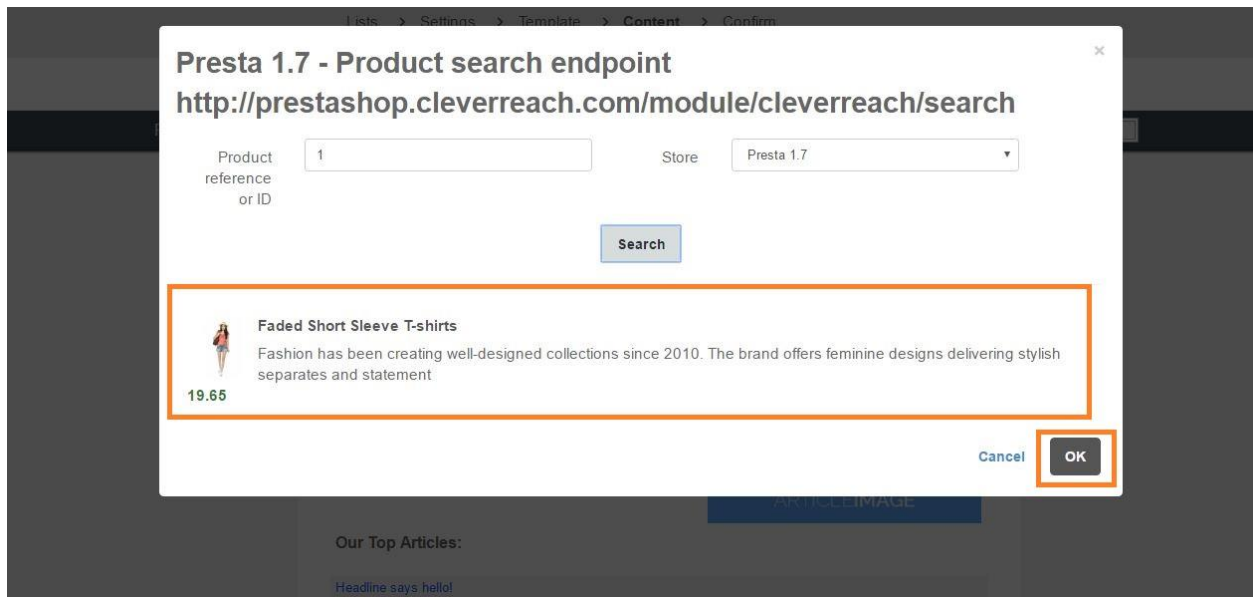 Lists > Settings > Template > Content > Confirm
Presta 1.7 - Product search endpoint
http://prestashop.cleverreach.com/module/cleverreach/search
×
Product
reference
or ID
1
Store
Presta 1.7
Search
Faded Short Sleeve T-shirts
Fashion has been creating well-designed collections since 2010. The brand offers feminine designs delivering stylish
separates and statement
19.65
Cancel
OK
ARTICLEIMAGE
Our Top Articles:
Headline says hello!